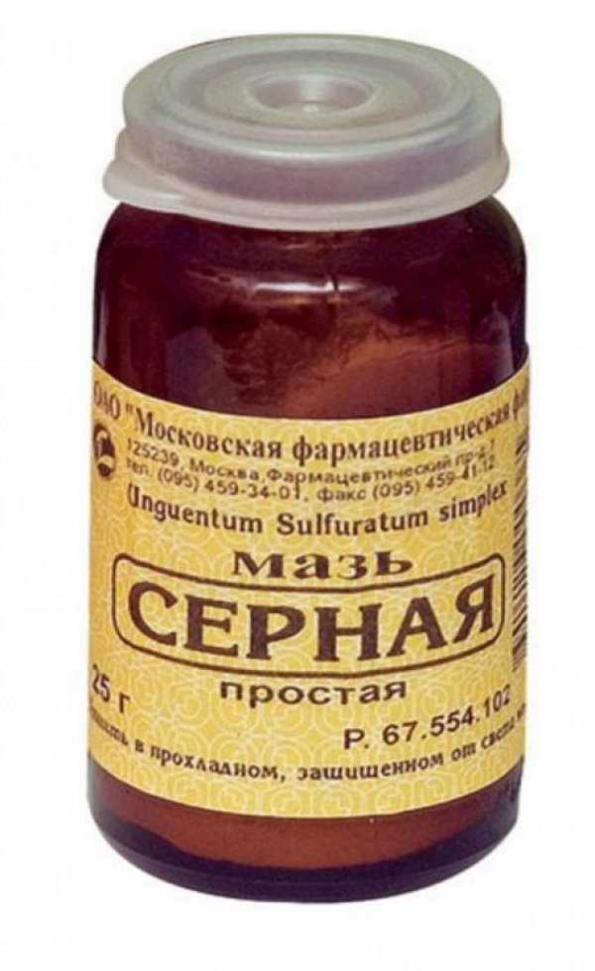 ОАО "Московская фармацевтическая
125239, Москва, Фармацевтический пр-д, 1
тел. (095) 459-34-01, факс (095) 459-41-12
Unguentum Sulfuratum simplex
мазь
СЕРНАЯ
простая
25 г
Р. 67.554.102
в прохладном, защищенном от света